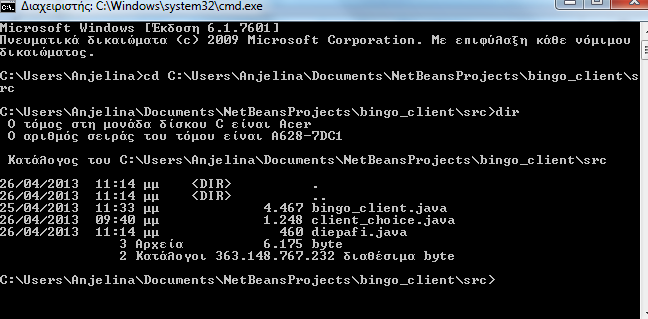 Διαχειριστής: C:\Windows\system32\cmd.exe
Microsoft Windows [Έκδοση 6.1.7601]
Πνευματικά δικαιώματα (c) 2009 Microsoft Corporation. Με επιφύλαξη κάθε νόμιμου
δικαιώματος.
C:\Users\Anjelina>cd C:\Users\Anjelina\Documents\NetBeansProjects\bingo_client\s
rc
C:\Users\Anjelina\Documents\NetBeansProjects\bingo_client\src>dir
Ο τόμος στη μονάδα δίσκου C είναι Acer
Ο αριθμός σειράς του τόμου είναι A628-7DC1
Κατάλογος του C:\Users\Anjelina\Documents\NetBeansProjects\bingo_client\src
26/04/2013 11:14 μμ <DIR> .
26/04/2013 11:14 μμ <DIR> ..
25/04/2013 11:33 μμ 4.467 bingo_client.java
26/04/2013 09:40 μμ 1.248 client_choice.java
26/04/2013 11:14 μμ 460 diepafi.java
3 Αρχεία 6.175 byte
2 Κατάλογοι 363.148.767.232 διαθέσιμα byte
C:\Users\Anjelina\Documents\NetBeansProjects\bingo_client\src>